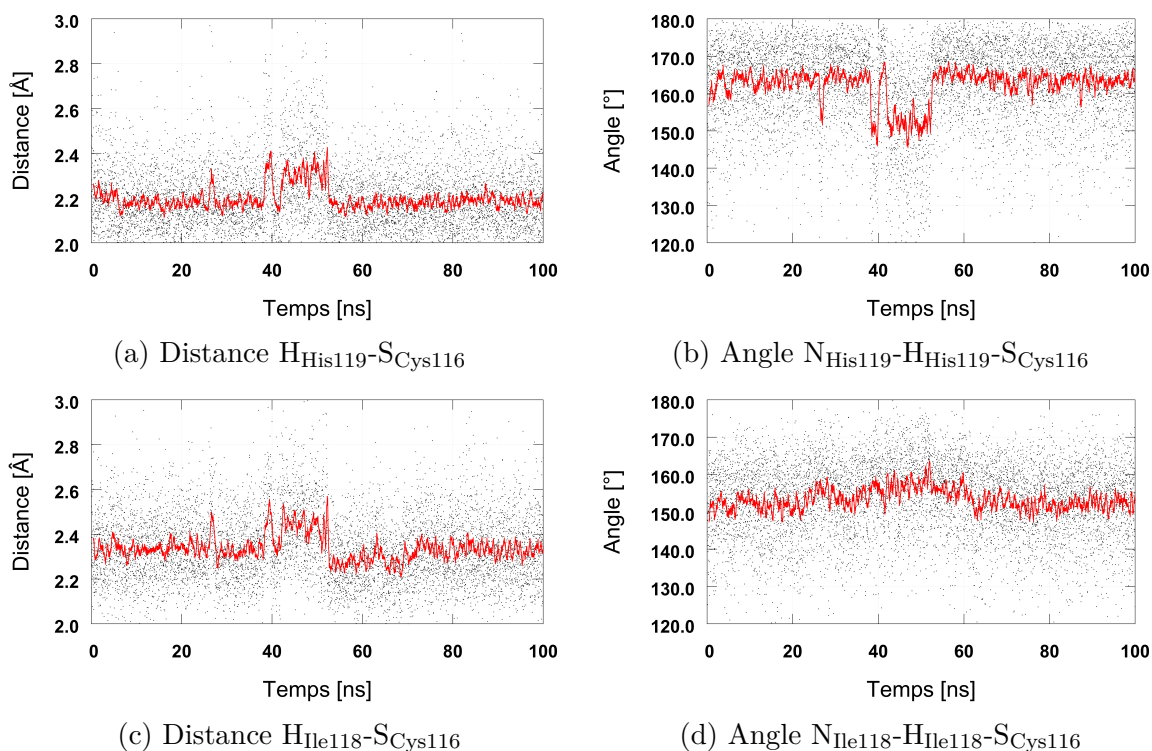 3.0
2.8
2.6
2.4
2.2
2.0
Distance [Å]
0 20 40 60 80 100
Temps [ns]
(a) Distance HHis119-SCys116
180.0
170.0
160.0
150.0
140.0
130.0
120.0
Angle [°]
0 20 40 60 80 100
Temps [ns]
(b) Angle NHis119-HHis119-SCys116
3.0
2.8
2.6
2.4
2.2
2.0
Distance [Å]
0 20 40 60 80 100
Temps [ns]
(c) Distance HIle118-SCys116
180.0
170.0
160.0
150.0
140.0
130.0
120.0
Angle [°]
0 20 40 60 80 100
Temps [ns]
(d) Angle NIle118-HIle118-SCys116